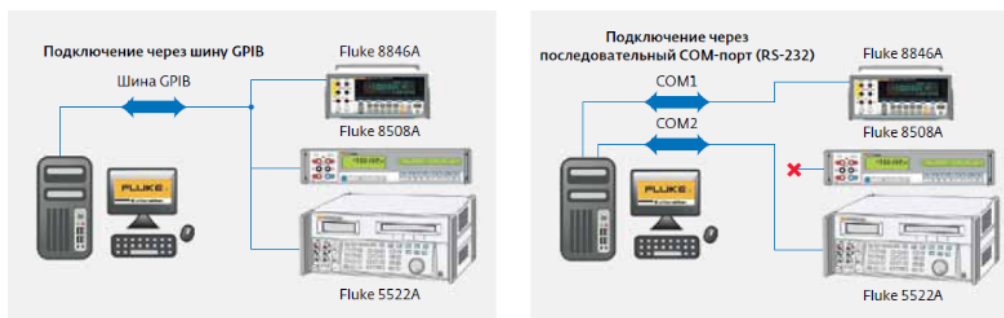 Подключение через шину GPIB
Шина GPIB
Fluke 8846A
Fluke 8508A
FLUKE
Fluke 5522A
Подключение через
последовательный COM-порт (RS-232)
COM1
COM2
Fluke 8846A
Fluke 8508A
FLUKE
Fluke 5522A